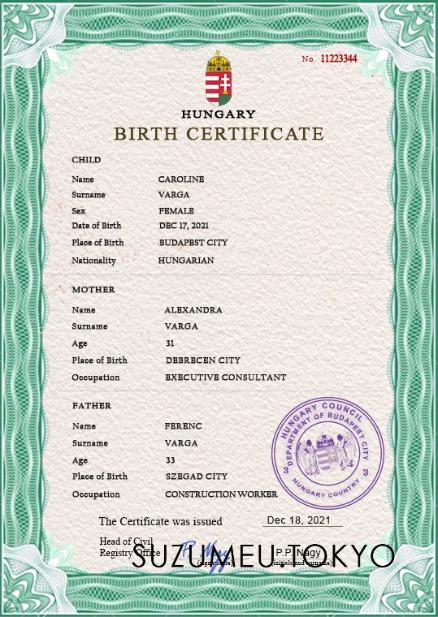 No. 11223344
HUNGARY
BIRTH CERTIFICATE
CHILD
Name CAROLINE
Surname VARGA
Sex FEMALE
Date of Birth DEC 17, 2021
Place of Birth BUDAPEST CITY
Nationality HUNGARIAN
MOTHER
Name ALEXANDRA
Surname VARGA
Age 31
Place of Birth DEBRECEN CITY
Occupation EXECUTIVE CONSULTANT
FATHER
Name FERENC
Surname VARGA
Age 33
Place of Birth SZEGAD CITY
Occupation CONSTRUCTION WORKER
HUNGARY COUNCIL
DEPARTMENT OF BUDAPEST CITY
3 3
HUNGARY COUNTRY
The Certificate was issued Dec 18, 2021
Head of Civil
Registry Office P. Nagy P.P. Nagy
SUZUMEU.TOKYO